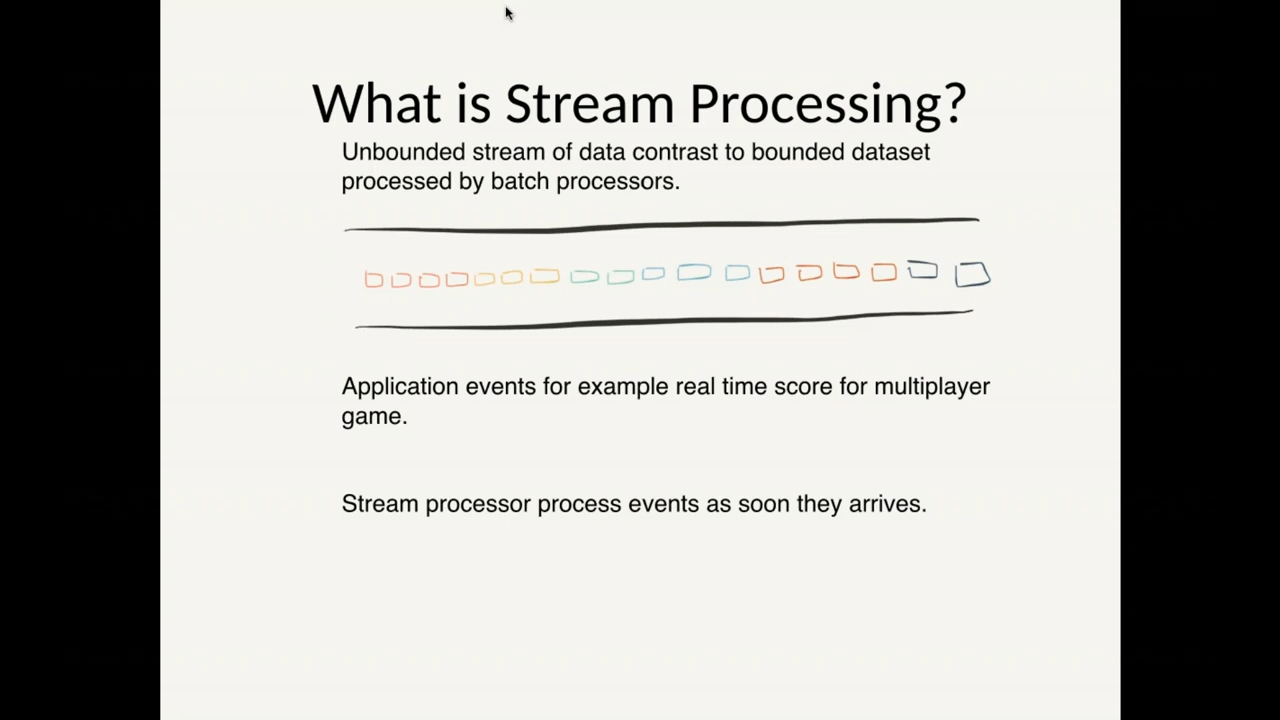 What is Stream Processing?
Unbounded stream of data contrast to bounded dataset
processed by batch processors.
Application events for example real time score for multiplayer
game.
Stream processor process events as soon they arrives.